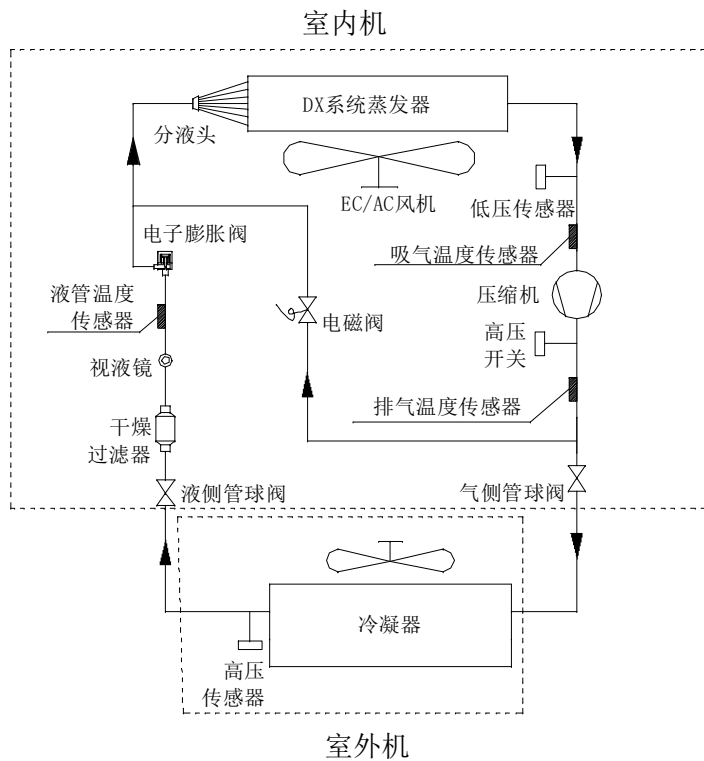 室内机
DX系统蒸发器
分液头
EC/AC风机
低压传感器
电子膨胀阀
吸气温度传感器
液管温度
传感器
压缩机
电磁阀
高压
开关
视液镜
排气温度传感器
干燥
过滤器
液侧管球阀
气侧管球阀
冷凝器
高压
传感器
室外机